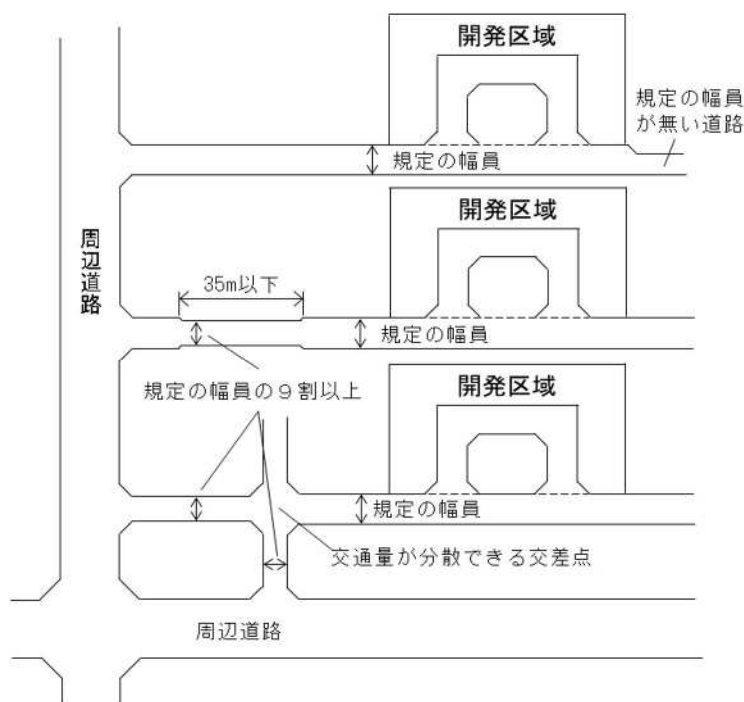 開発区域
規定の幅員
が無い道路
規定の幅員
開発区域
周辺道路
35m以下
規定の幅員
規定の幅員の９割以上
開発区域
規定の幅員
交通量が分散できる交差点
周辺道路